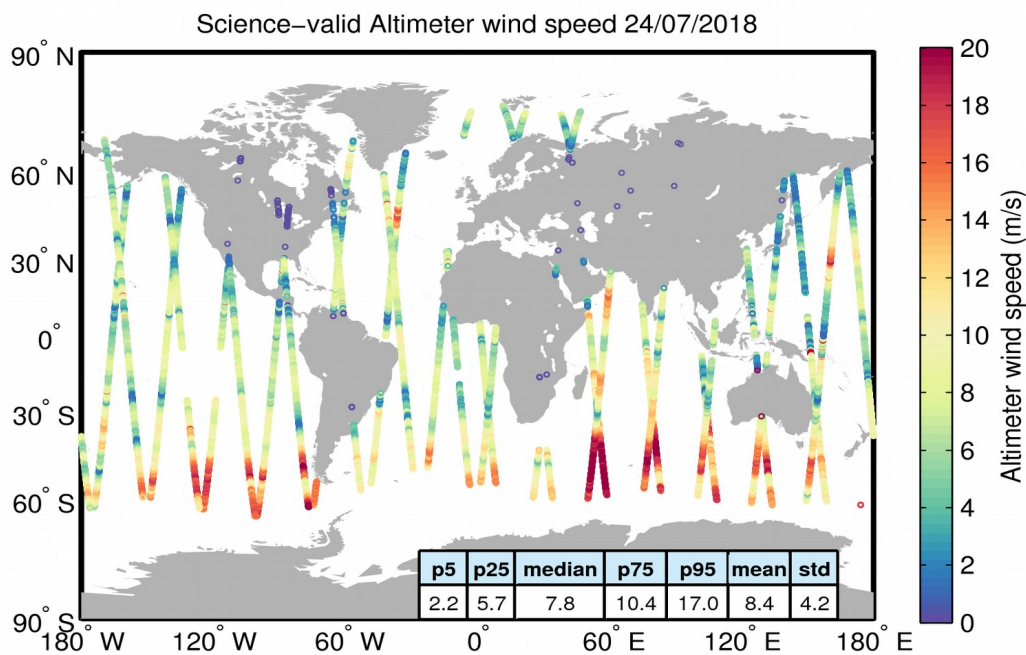 Science−valid Altimeter wind speed 24/07/2018
90° N
60° N
30° N
0°
30° S
60° S
90° S
180° W
120° W
60° W
0°
60° E
120° E
180° E
p5 p25 median p75 p95 mean std
2.2 5.7 7.8 10.4 17.0 8.4 4.2
20
18
16
14
12
10
8
6
4
2
0
Altimeter wind speed (m/s)